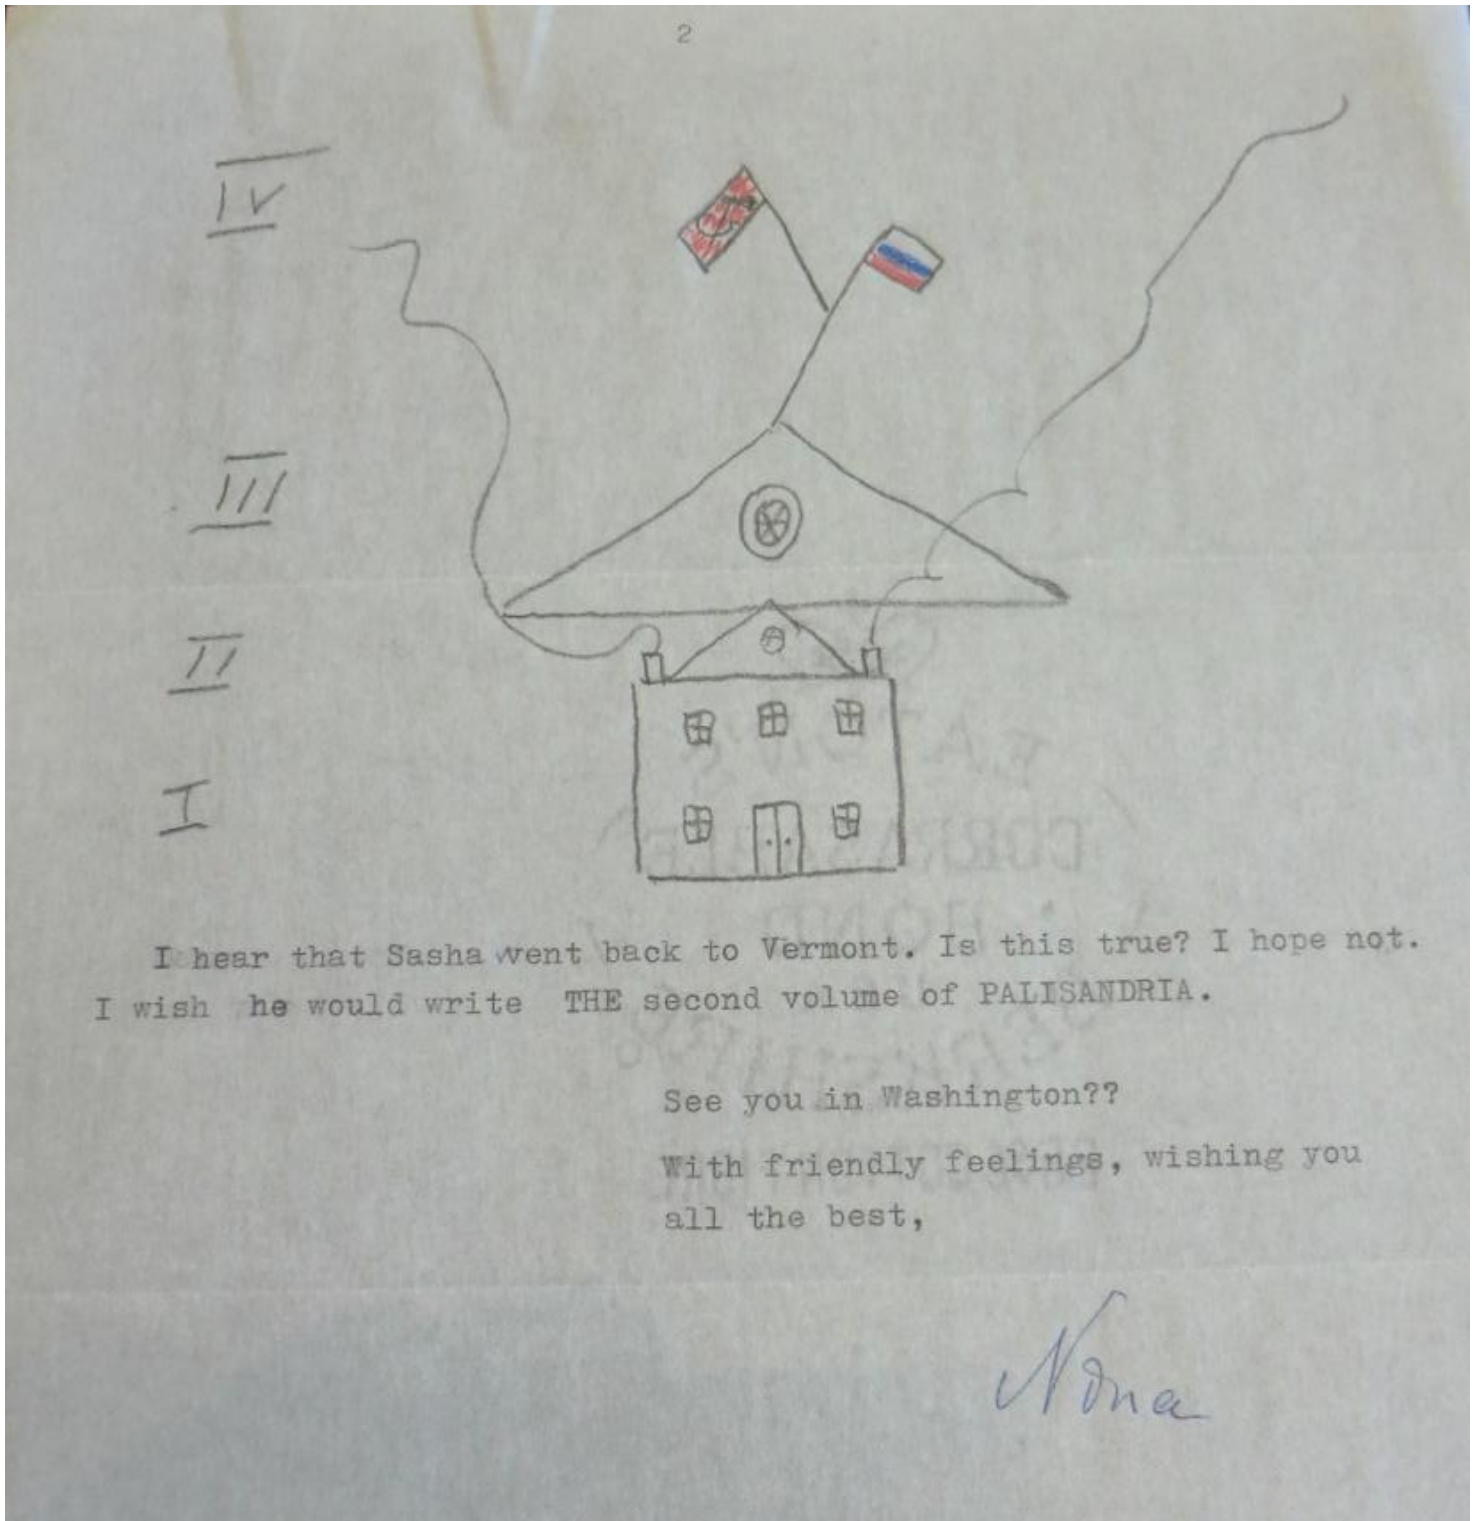 2
IV
III
II
I
I hear that Sasha went back to Vermont. Is this true? I hope not.
I wish he would write THE second volume of PALISANDRIA.
See you in Washington??
With friendly feelings, wishing you
all the best,
Nona